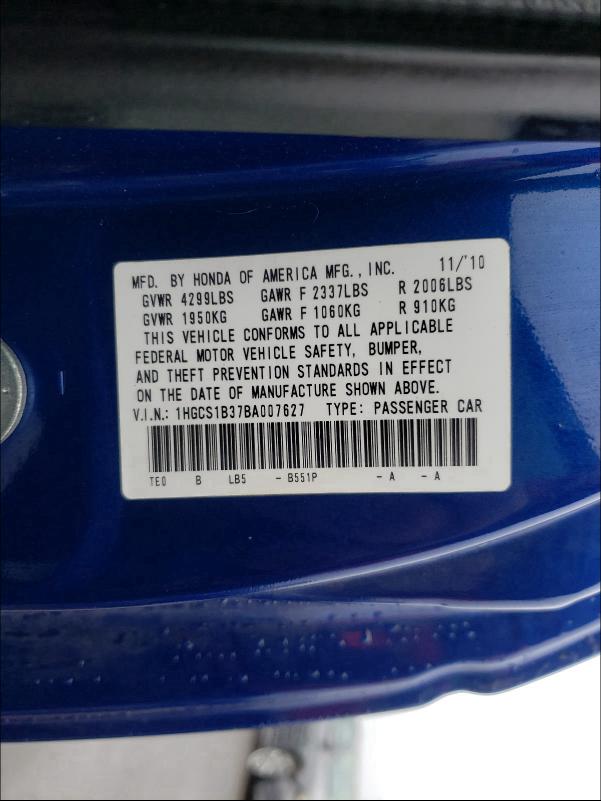 MFD. BY HONDA OF AMERICA MFG., INC. 11/'10
GVWR 4299LBS GAWR F 2337LBS R 2006LBS
GVWR 1950KG GAWR F 1060KG R 910KG
THIS VEHICLE CONFORMS TO ALL APPLICABLE
FEDERAL MOTOR VEHICLE SAFETY, BUMPER,
AND THEFT PREVENTION STANDARDS IN EFFECT
ON THE DATE OF MANUFACTURE SHOWN ABOVE.
V.I.N.: 1HGCS1B37BA007627 TYPE: PASSENGER CAR
TE0 B LB5 - B551P - A - A